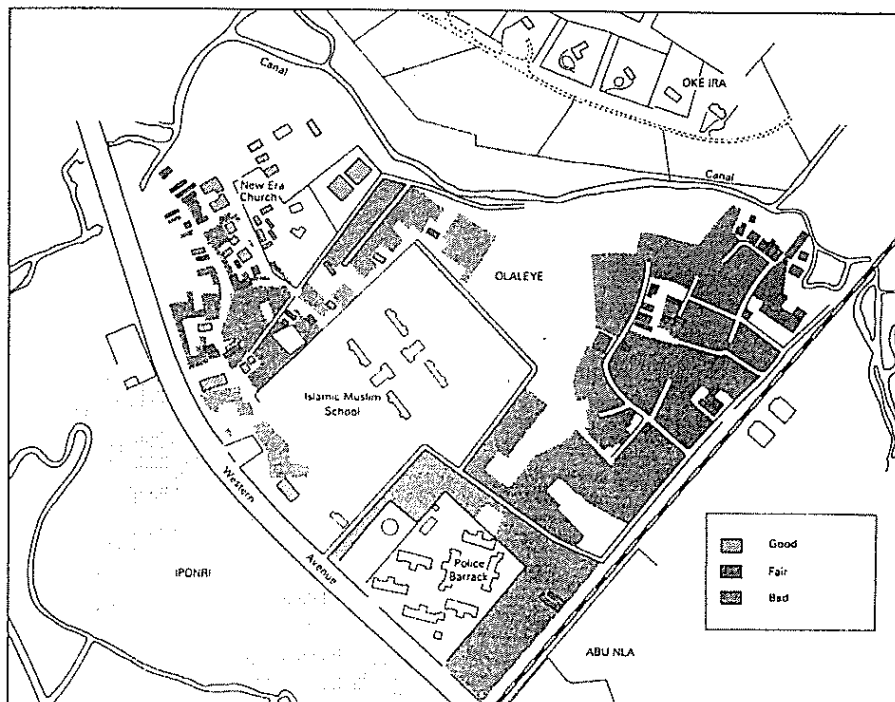 Canal
OKE IRA
Canal
New Era
Church
OLALEYE
Islamic Muslim
School
Western
Avenue
Police
Barrack
IPONRI
ABU NLA
Good
Fair
Bad